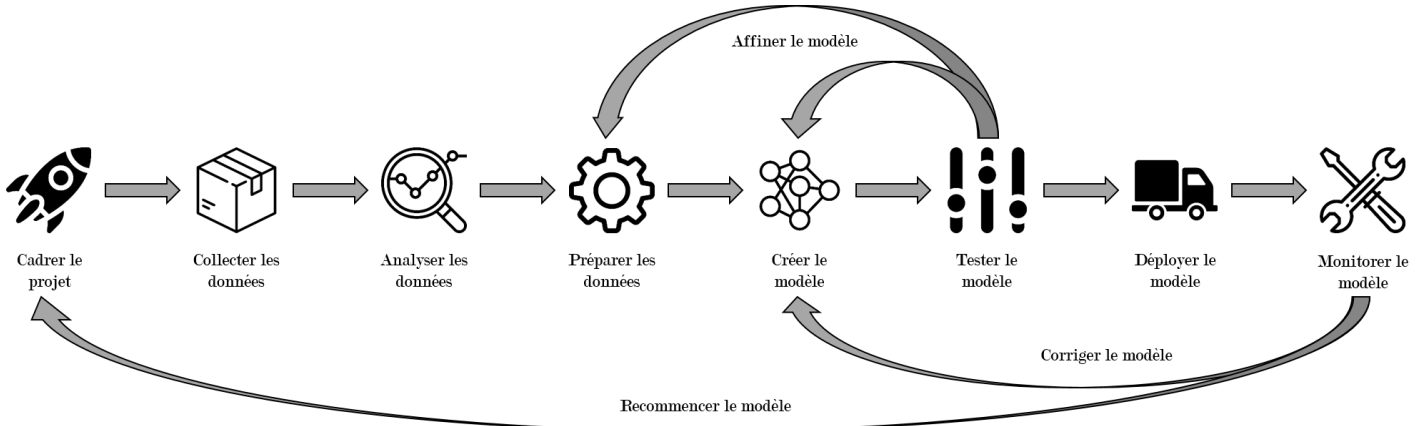 Affiner le modèle
Cadrer le
projet
Collecter les
données
Analyser les
données
Préparer les
données
Créer le
modèle
Tester le
modèle
Déployer le
modèle
Monitorer le
modèle
Corriger le modèle
Recommencer le modèle